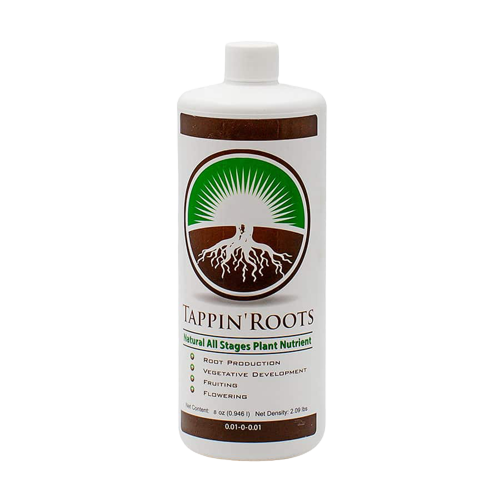 TAPPIN'ROOTS
Natural All Stages Plant Nutrient
ROOT PRODUCTION
VEGETATIVE DEVELOPMENT
FRUITING
FLOWERING
Net Content: oz (0.946 l) Net Density: 2.09 lbs
0.01-0-0.01